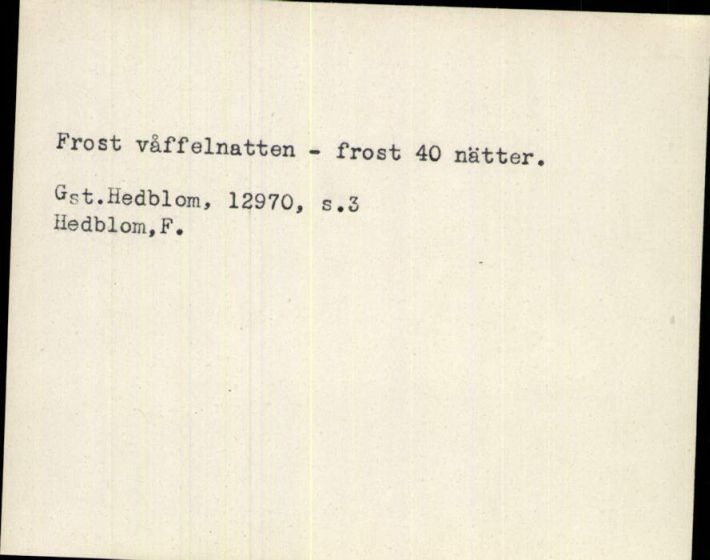 Frost våffelnatten - frost 40 nätter.
Gst.Hedblom, 12970, s.3
Hedblom,F.